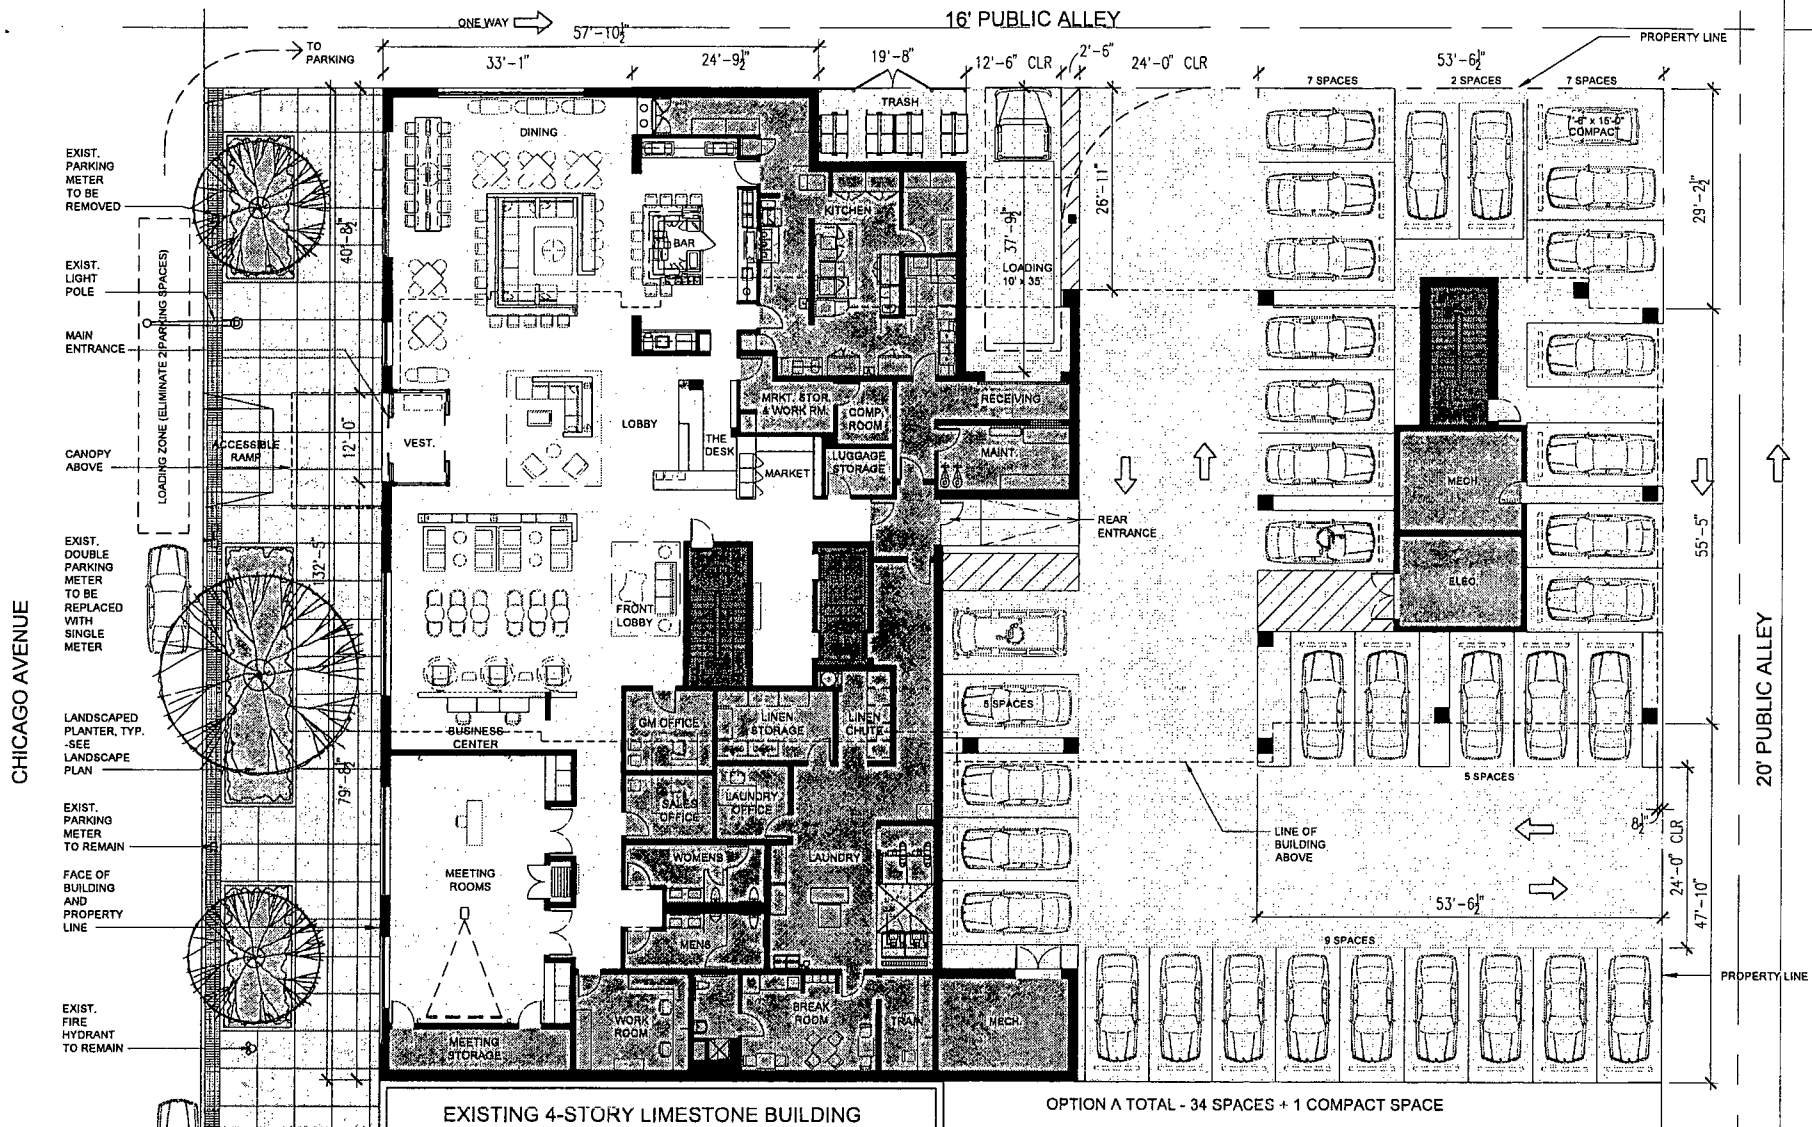 16' PUBLIC ALLEY
ONE WAY
57'-10½"
TO
PARKING
33'-1"
24'-9½"
19'-8"
12'-6" CLR
2'-6"
24'-0" CLR
53'-6½"
PROPERTY LINE
7 SPACES
2 SPACES
7 SPACES
TRASH
DINING
7'-6" x 15'-0"
COMPACT
EXIST.
PARKING
METER
TO BE
REMOVED
EXIST.
LIGHT
POLE
MAIN
ENTRANCE
CANOPY
ABOVE
EXIST.
DOUBLE
PARKING
METER
TO BE
REPLACED
WITH
SINGLE
METER
LANDSCAPED
PLANTER, TYP.
-SEE
LANDSCAPE
PLAN
EXIST.
PARKING
METER
TO REMAIN
FACE OF
BUILDING
AND
PROPERTY
LINE
EXIST.
FIRE
HYDRANT
TO REMAIN
CHICAGO AVENUE
LOADING ZONE (ELIMINATE 2 PARKING SPACES)
ACCESSIBLE
RAMP
40'-8½"
12'-0"
132'-5"
79'-8½"
KITCHEN
BAR
37'-9½"
LOADING
10' x 35'
26'-11"
29'-2½"
VEST.
LOBBY
THE
DESK
MRKT. STOR.
& WORK RM.
COMP.
ROOM
RECEIVING
MARKET
LUGGAGE
STORAGE
MAINT.
MECH.
REAR
ENTRANCE
55'-5"
ELEC.
FRONT
LOBBY
GM OFFICE
LINEN
STORAGE
LINEN
CHUTE
5 SPACES
BUSINESS
CENTER
5 SPACES
SALES
OFFICE
LAUNDRY
OFFICE
LINE OF
BUILDING
ABOVE
8½"
24'-0" CLR
47'-10"
20' PUBLIC ALLEY
MEETING
ROOMS
WOMENS
LAUNDRY
53'-6½"
MENS
9 SPACES
PROPERTY LINE
WORK
ROOM
BREAK
ROOM
TRAIN
MECH.
MEETING
STORAGE
EXISTING 4-STORY LIMESTONE BUILDING
OPTION A TOTAL - 34 SPACES + 1 COMPACT SPACE